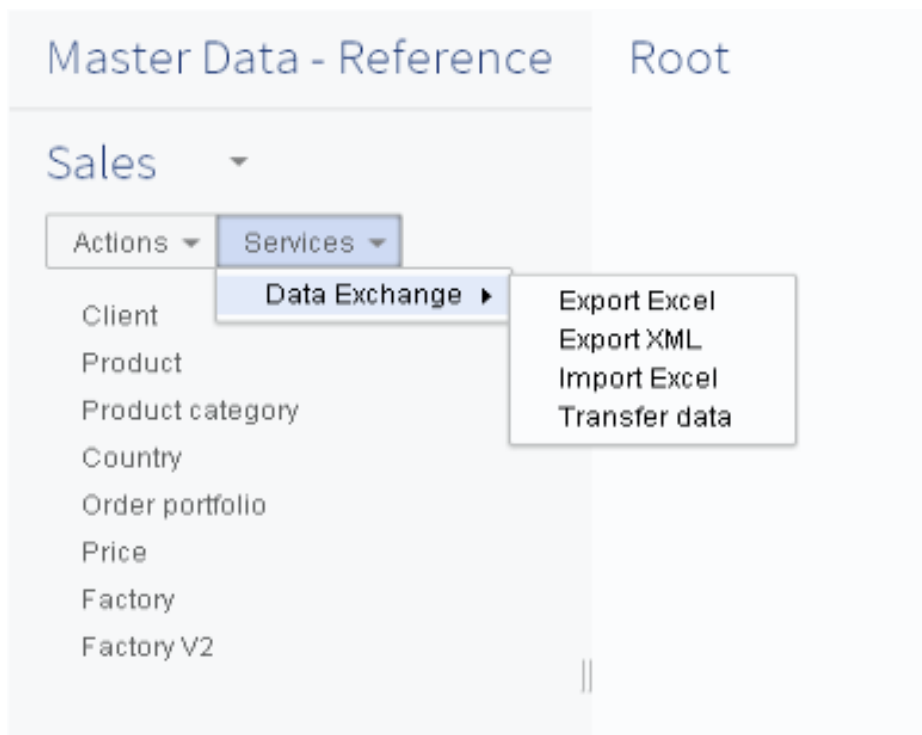 Master Data - Reference
Root
Sales
Actions
Services
Data Exchange
Export Excel
Export XML
Import Excel
Transfer data
Client
Product
Product category
Country
Order portfolio
Price
Factory
Factory V2